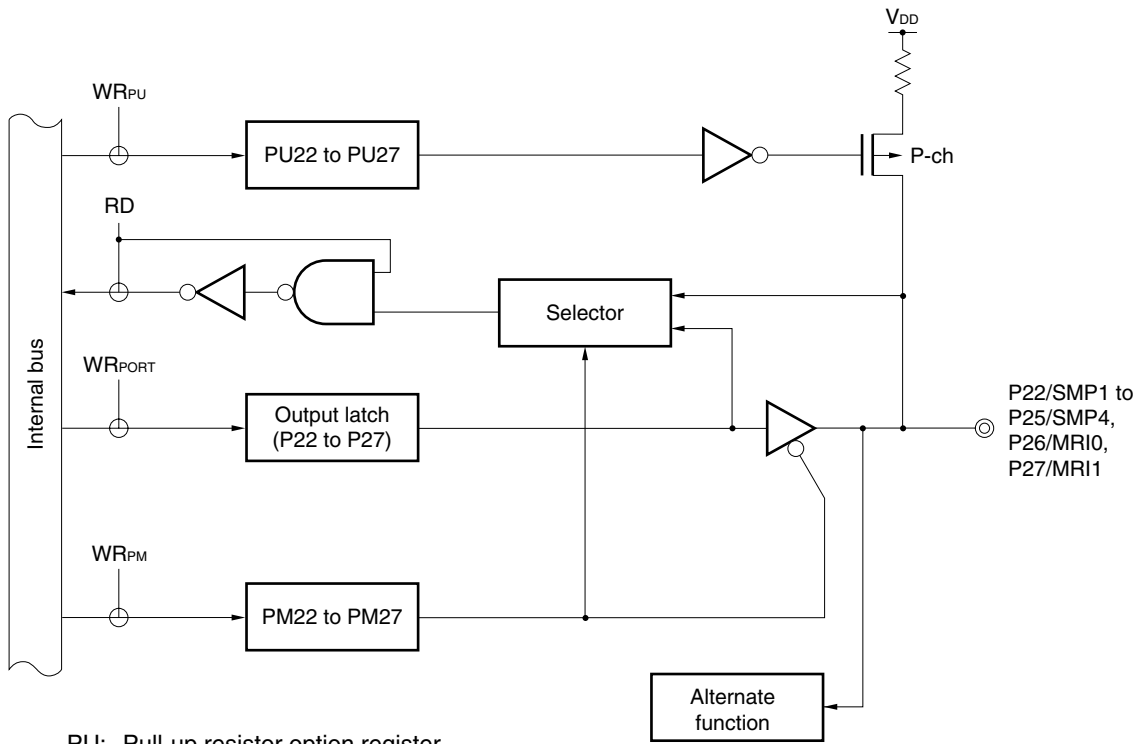 VDD
WRPU
PU22 to PU27
P-ch
RD
Selector
Internal bus
WRPORT
Output latch
(P22 to P27)
P22/SMP1 to
P25/SMP4,
P26/MRI0,
P27/MRI1
WRPM
PM22 to PM27
Alternate
function
PU: Pull-up resistor option register